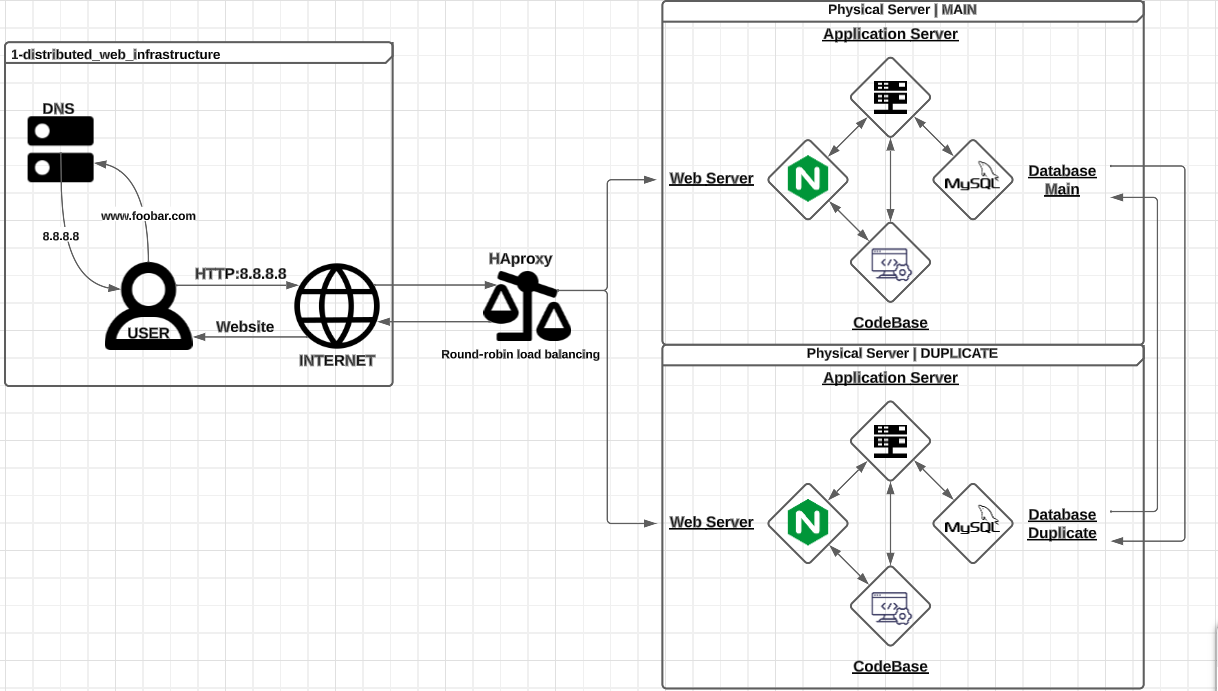 1-distributed_web_infrastructure
DNS
www.foobar.com
8.8.8.8
HTTP:8.8.8.8
USER
Website
INTERNET
HAproxy
Round-robin load balancing
Physical Server | MAIN
Application Server
Web Server
N
MySQL
Database
Main
</>
CodeBase
Physical Server | DUPLICATE
Application Server
Web Server
N
MySQL
Database
Duplicate
</>
CodeBase